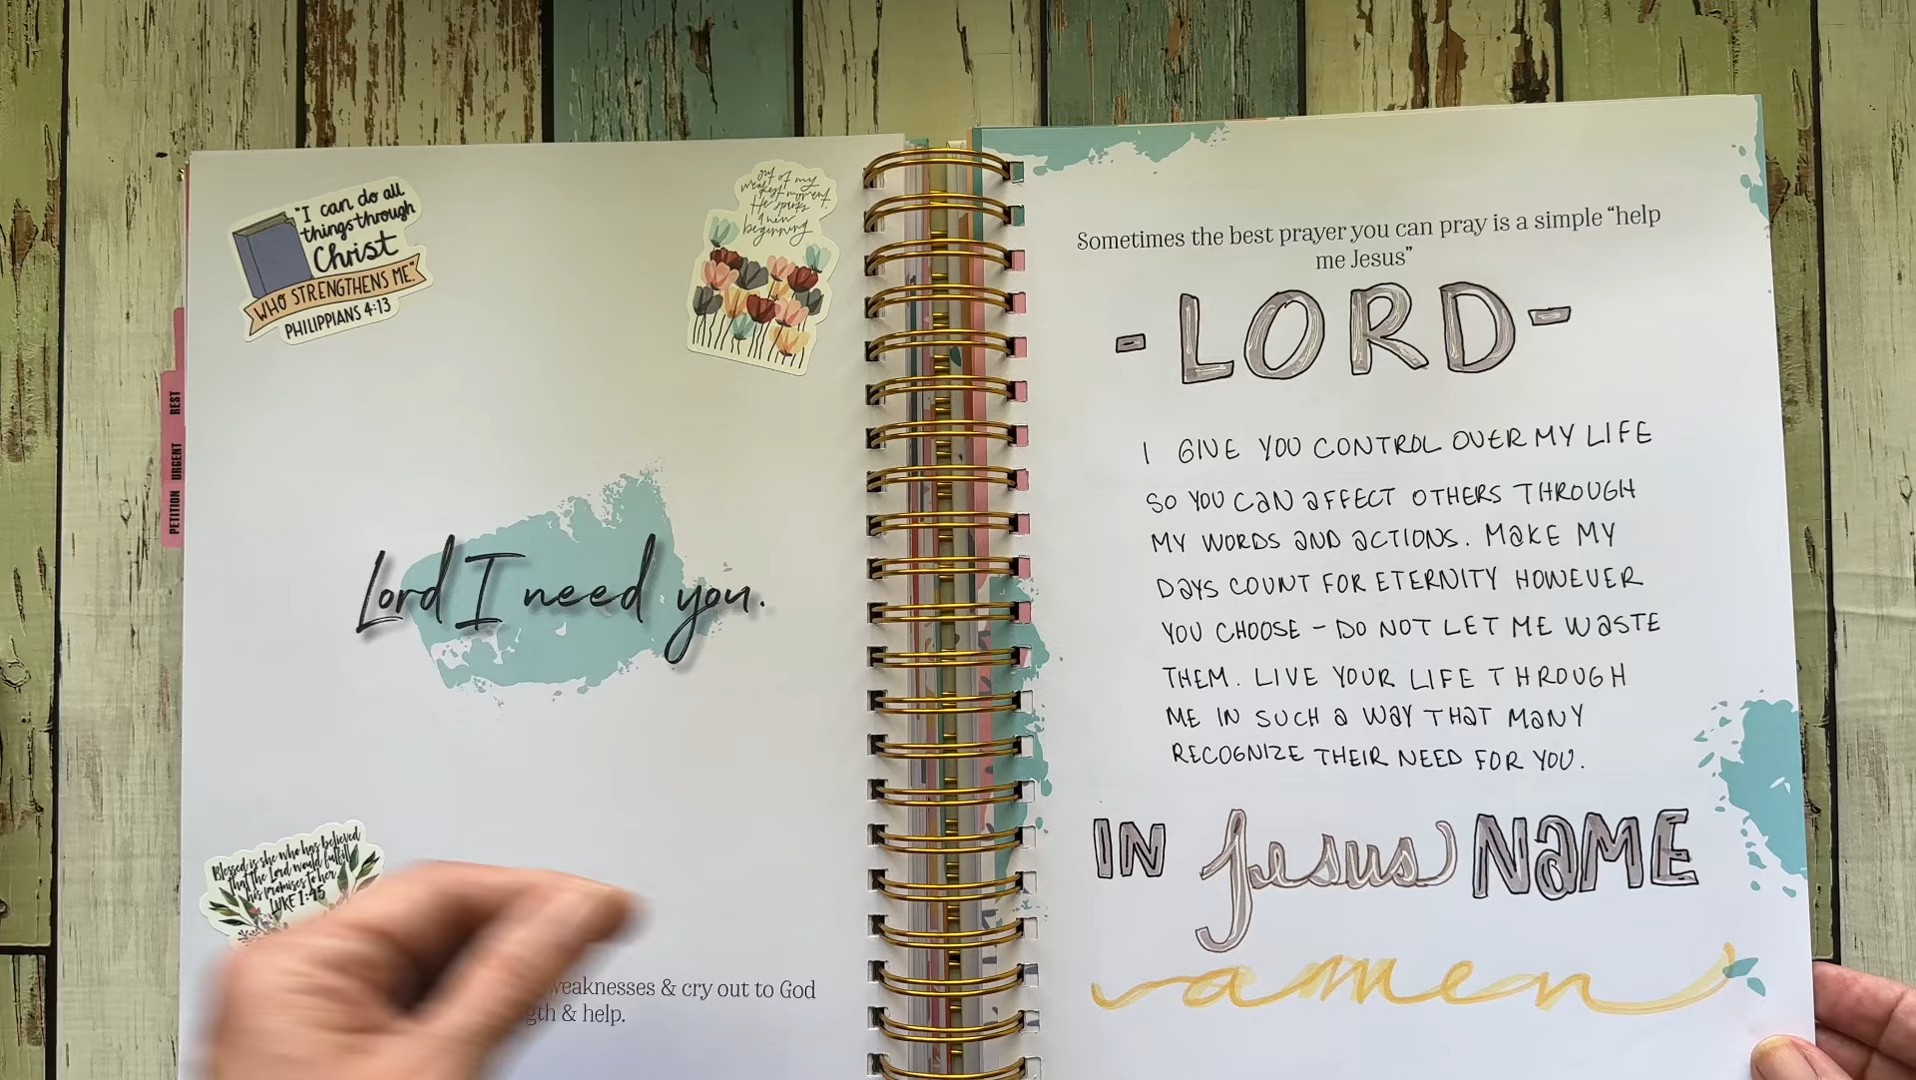 "I can do all
things through
Christ
WHO STRENGTHENS ME."
PHILIPPIANS 4:13
out of my
weakest moment,
He sparks
a new
beginning
REST
URGENT
PETITION
Lord I need you.
Blessed is she who has believed
that the Lord would fulfill
his promises to her
LUKE 1:45
weaknesses & cry out to God
& help.
Sometimes the best prayer you can pray is a simple “help
me Jesus”
-LORD-
I GIVE YOU CONTROL OVER MY LIFE
SO YOU CAN AFFECT OTHERS THROUGH
MY WORDS AND ACTIONS. MAKE MY
DAYS COUNT FOR ETERNITY HOWEVER
YOU CHOOSE - DO NOT LET ME WASTE
THEM. LIVE YOUR LIFE THROUGH
ME IN SUCH A WAY THAT MANY
RECOGNIZE THEIR NEED FOR YOU.
IN Jesus NAME
amen